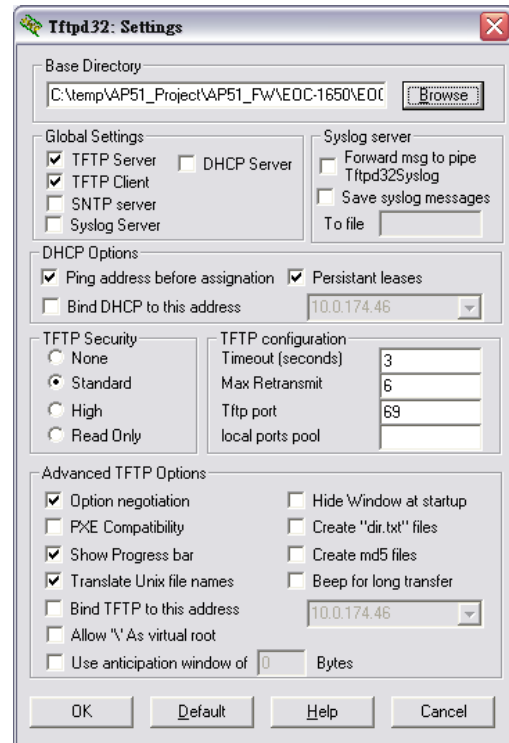 Tftpd32: Settings
Base Directory
C:\temp\AP51_Project\AP51_FW\EOC-1650\EOC
Browse
Global Settings
TFTP Server
TFTP Client
SNTP server
Syslog Server
DHCP Server
Syslog server
Forward msg to pipe
Tftpd32Syslog
Save syslog messages
To file
DHCP Options
Ping address before assignation
Persistant leases
Bind DHCP to this address
10.0.174.46
TFTP Security
None
Standard
High
Read Only
TFTP configuration
Timeout (seconds)
3
Max Retransmit
6
Tftp port
69
local ports pool
Advanced TFTP Options
Option negotiation
PXE Compatibility
Show Progress bar
Translate Unix file names
Bind TFTP to this address
Allow '\' As virtual root
Use anticipation window of 0 Bytes
Hide Window at startup
Create "dir.txt" files
Create md5 files
Beep for long transfer
10.0.174.46
OK
Default
Help
Cancel